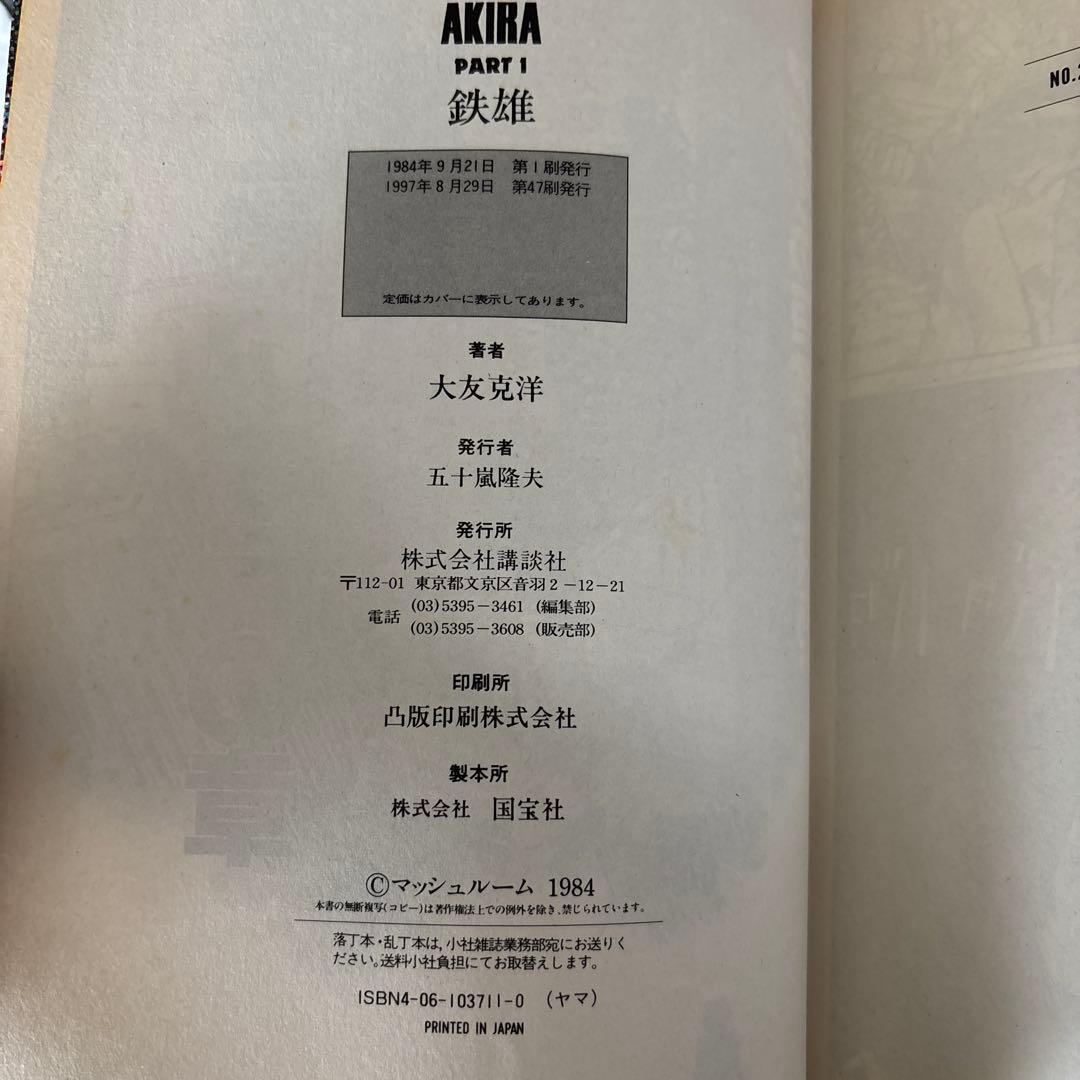 AKIRA
PART 1
鉄雄
1984年9月21日 第1刷発行
1997年8月29日 第47刷発行
定価はカバーに表示してあります。
著者
大友克洋
発行者
五十嵐隆夫
発行所
株式会社講談社
〒112-01 東京都文京区音羽2-12-21
電話 (03)5395-3461 (編集部)
(03)5395-3608 (販売部)
印刷所
凸版印刷株式会社
製本所
株式会社 国宝社
©マッシュルーム 1984
本書の無断複写(コピー)は著作権法上での例外を除き、禁じられています。
落丁本・乱丁本は、小社雑誌業務部宛にお送りく
ださい。送料小社負担にてお取替えします。
ISBN4-06-103711-0 (ヤマ)
PRINTED IN JAPAN
NO.